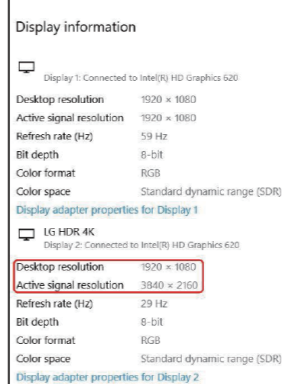 Display information
Display 1: Connected to Intel(R) HD Graphics 620
Desktop resolution 1920 × 1080
Active signal resolution 1920 × 1080
Refresh rate (Hz) 59 Hz
Bit depth 8-bit
Color format RGB
Color space Standard dynamic range (SDR)
Display adapter properties for Display 1
LG HDR 4K
Display 2: Connected to Intel(R) HD Graphics 620
Desktop resolution 1920 × 1080
Active signal resolution 3840 × 2160
Refresh rate (Hz) 29 Hz
Bit depth 8-bit
Color format RGB
Color space Standard dynamic range (SDR)
Display adapter properties for Display 2